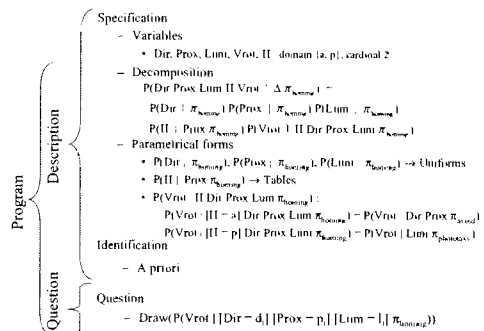 Specification
– Variables
• Dir, Prox, Lum, Vrot, H domain {a, p}, cardinal 2
– Decomposition
P(Dir Prox Lum H Vrot | Δ π_homing) =
P(Dir | π_homing) P(Prox | π_homing) P(Lum | π_homing)
P(H | Prox π_homing) P(Vrot | H Dir Prox Lum π_homing)
– Parametrical forms
• P(Dir | π_homing), P(Prox | π_homing), P(Lum | π_homing) → Uniforms
• P(H | Prox π_homing) → Tables
• P(Vrot | H Dir Prox Lum π_homing) :
P(Vrot | [H = a] Dir Prox Lum π_homing) = P(Vrot | Dir Prox π_avoid)
P(Vrot | [H = p] Dir Prox Lum π_homing) = P(Vrot | Lum π_phototaxy)
Identification
– A priori
Question
– Draw(P(Vrot | [Dir = d_t] [Prox = p_t] [Lum = l_t] π_homing))
Program
Description
Question